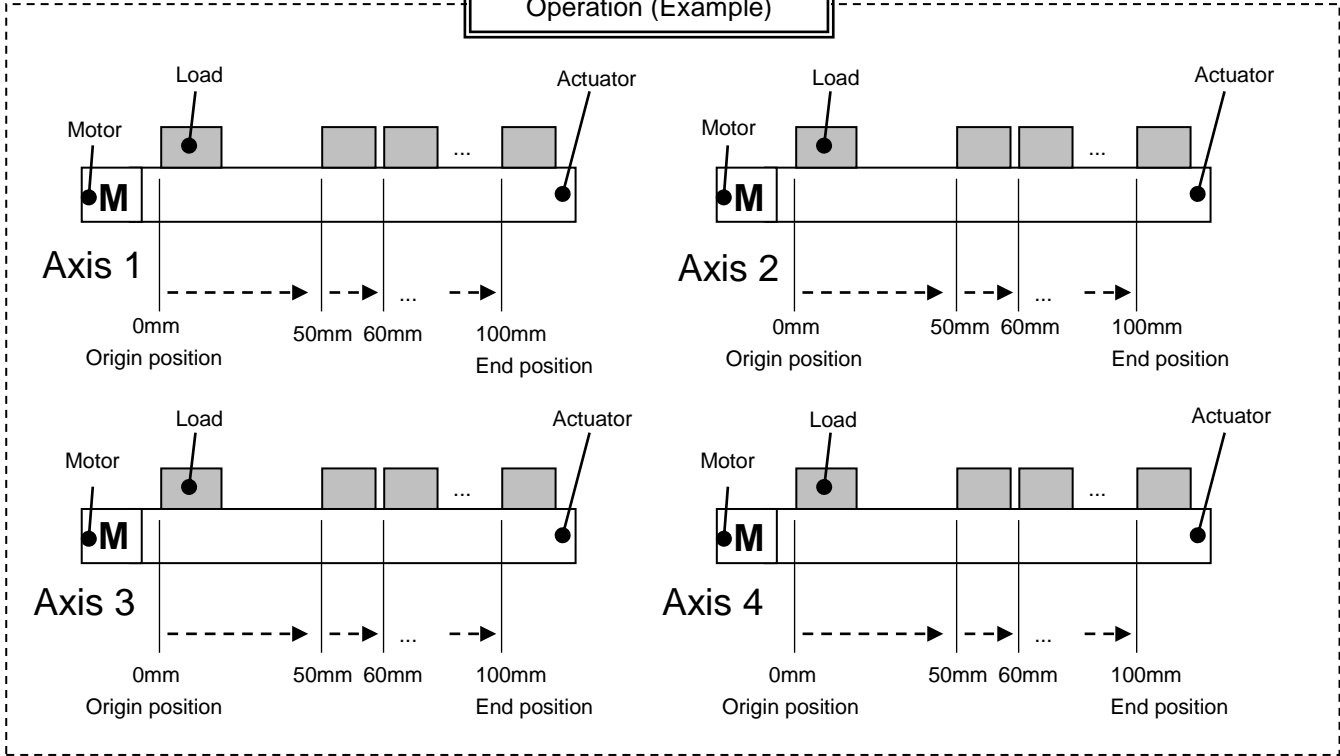 Operation (Example)
Load
Actuator
Motor
...
M
Axis 1
...
0mm
50mm 60mm
100mm
Origin position
End position
Load
Actuator
Motor
...
M
Axis 2
...
0mm
50mm 60mm
100mm
Origin position
End position
Load
Actuator
Motor
...
M
Axis 3
...
0mm
50mm 60mm
100mm
Origin position
End position
Load
Actuator
Motor
...
M
Axis 4
...
0mm
50mm 60mm
100mm
Origin position
End position